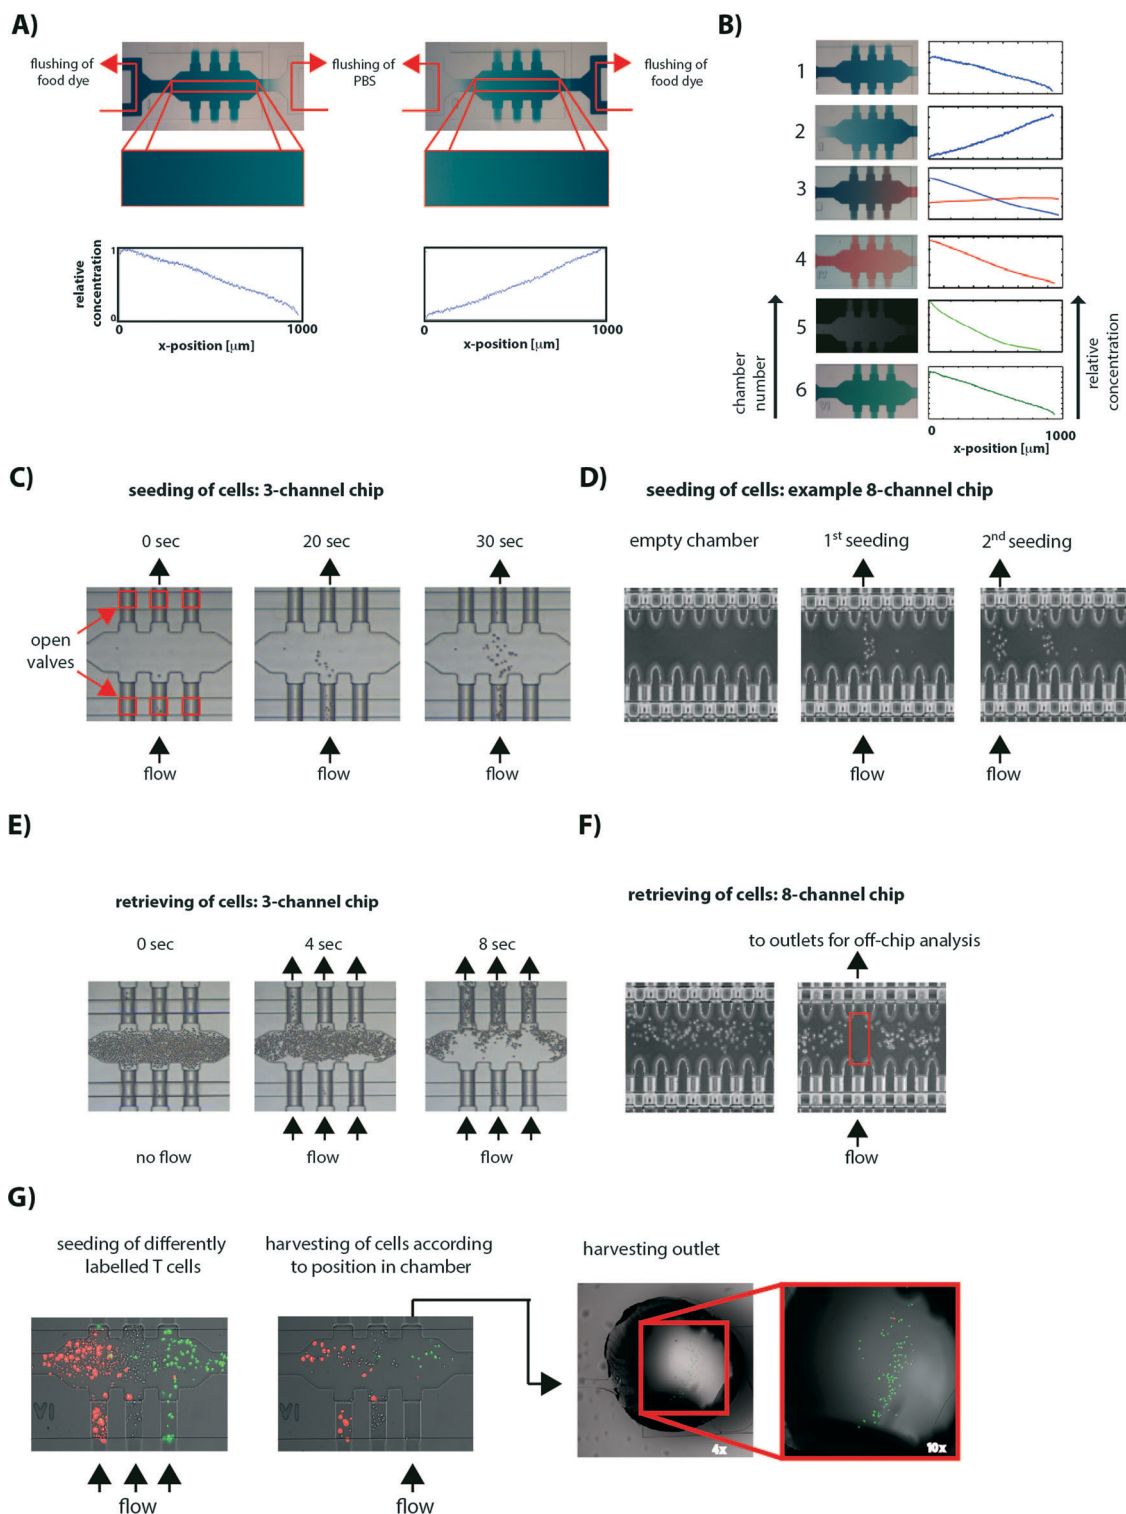 A)
flushing of
food dye
flushing of
PBS
flushing of
food dye
relative
concentration
1
0
0
1000
x-position [µm]
0
1000
x-position [µm]
B)
1
2
3
4
5
6
chamber
number
relative
concentration
0
1000
x-position [µm]
C)
seeding of cells: 3-channel chip
0 sec
20 sec
30 sec
open
valves
flow
flow
flow
D)
seeding of cells: example 8-channel chip
empty chamber
1st seeding
2nd seeding
flow
flow
E)
retrieving of cells: 3-channel chip
0 sec
4 sec
8 sec
no flow
flow
flow
F)
retrieving of cells: 8-channel chip
to outlets for off-chip analysis
flow
G)
seeding of differently
labelled T cells
harvesting of cells according
to position in chamber
harvesting outlet
VI
VI
4x
10x
flow
flow